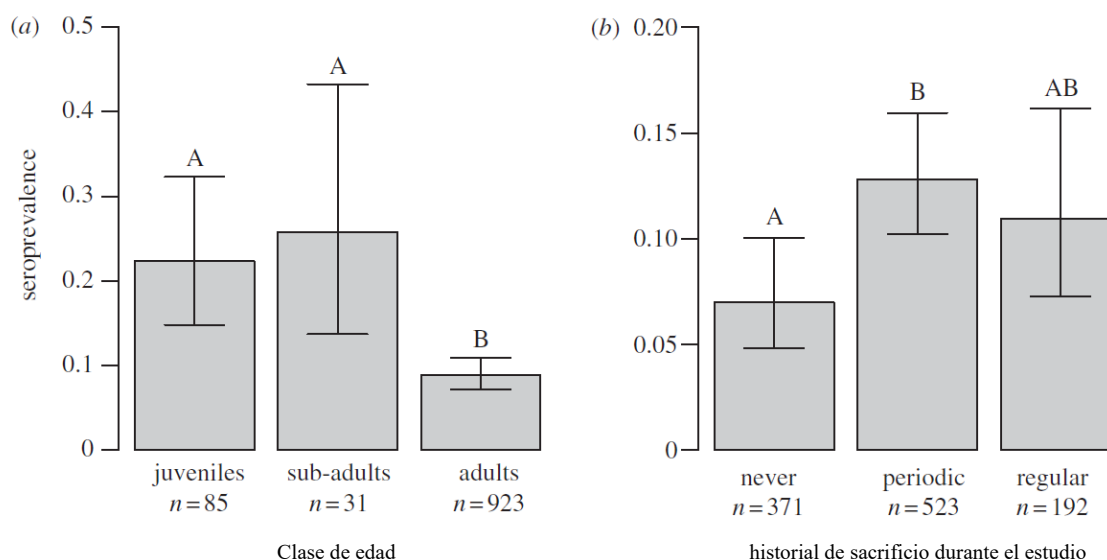 (a)
seroprevalence
0.5
0.4
0.3
0.2
0.1
0
A
A
B
juveniles
n=85
sub-adults
n=31
adults
n=923
Clase de edad
(b)
0.20
0.15
0.10
0.05
0
A
B
AB
never
n=371
periodic
n=523
regular
n=192
historial de sacrificio durante el estudio